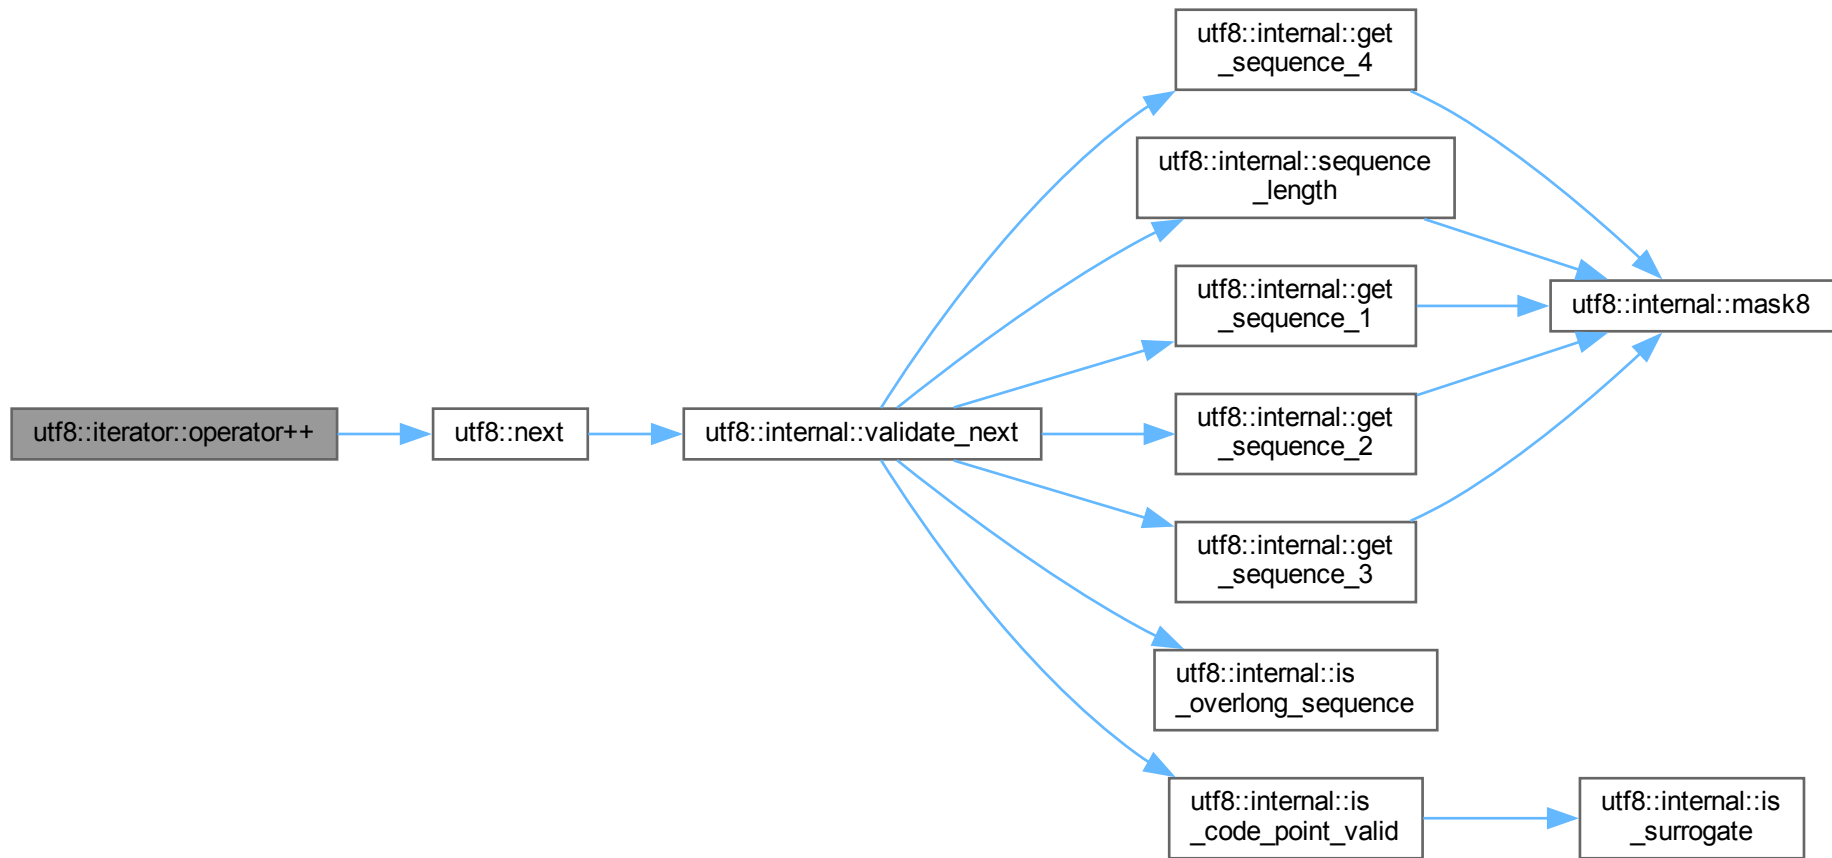 utf8::iterator::operator++
utf8::next
utf8::internal::validate_next
utf8::internal::get
_sequence_4
utf8::internal::sequence
_length
utf8::internal::get
_sequence_1
utf8::internal::get
_sequence_2
utf8::internal::get
_sequence_3
utf8::internal::is
_overlong_sequence
utf8::internal::is
_code_point_valid
utf8::internal::mask8
utf8::internal::is
_surrogate